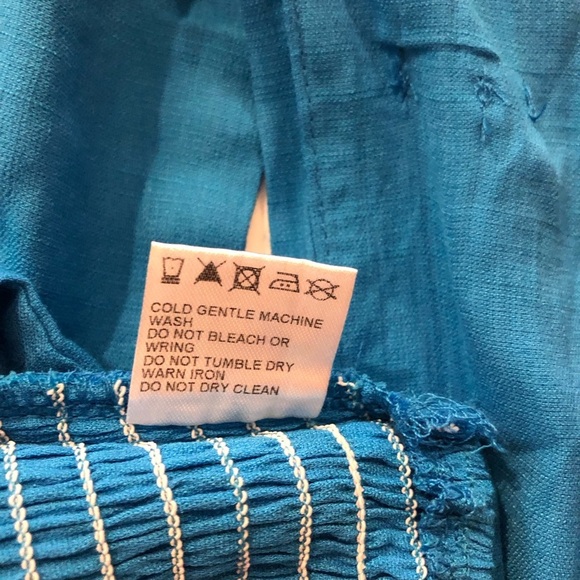 COLD GENTLE MACHINE
WASH
DO NOT BLEACH OR
WRING
DO NOT TUMBLE DRY
WARN IRON
DO NOT DRY CLEAN